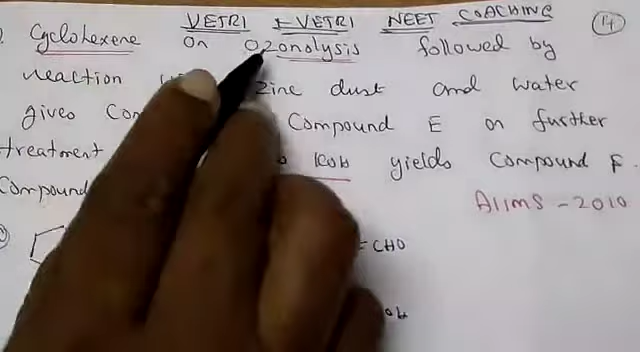 VETRI + VETRI NEET COACHING
14
Cyclohexene on Ozonolysis followed by
reaction zinc dust and water
gives Compound E on further
treatment KOH yields Compound F.
Compound
AIIMS - 2010
CHO